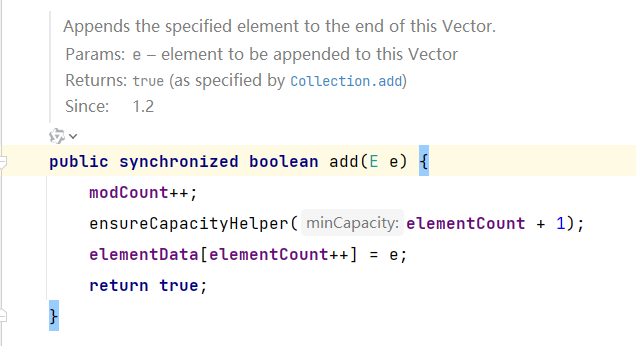 Appends the specified element to the end of this Vector.
Params: e – element to be appended to this Vector
Returns: true (as specified by Collection.add)
Since: 1.2
public synchronized boolean add(E e) {
modCount++;
ensureCapacityHelper( minCapacity: elementCount + 1);
elementData[elementCount++] = e;
return true;
}